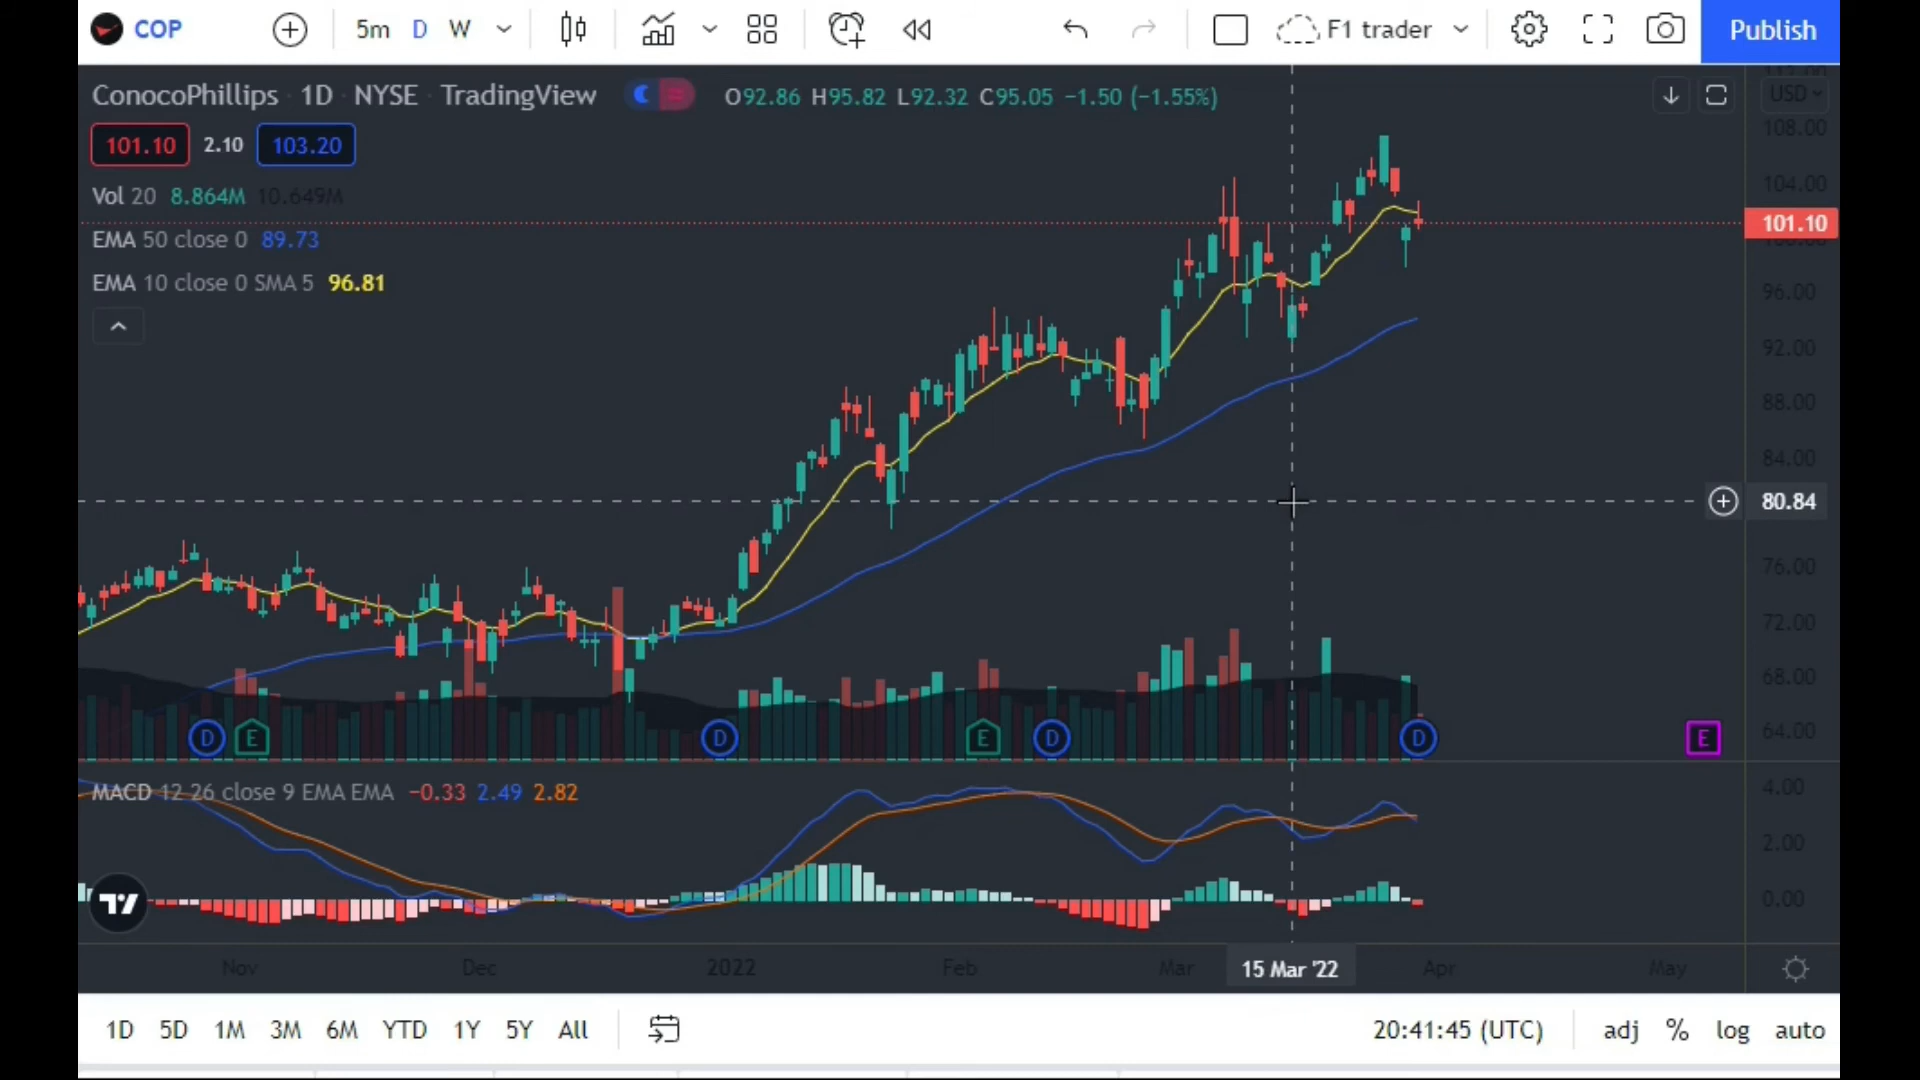 COP 5m D W F1 trader Publish
ConocoPhillips · 1D · NYSE · TradingView O92.86 H95.82 L92.32 C95.05 −1.50 (−1.55%) USD
108.00
101.10 2.10 103.20
104.00
Vol 20 8.864M 10.649M
101.10
EMA 50 close 0 89.73
EMA 10 close 0 SMA 5 96.81
96.00
92.00
88.00
84.00
80.84
76.00
72.00
68.00
64.00
D E D E D D E
MACD 12 26 close 9 EMA EMA −0.33 2.49 2.82 4.00
2.00
0.00
Nov Dec 2022 Feb Mar 15 Mar '22 Apr May
1D 5D 1M 3M 6M YTD 1Y 5Y All 20:41:45 (UTC) adj % log auto